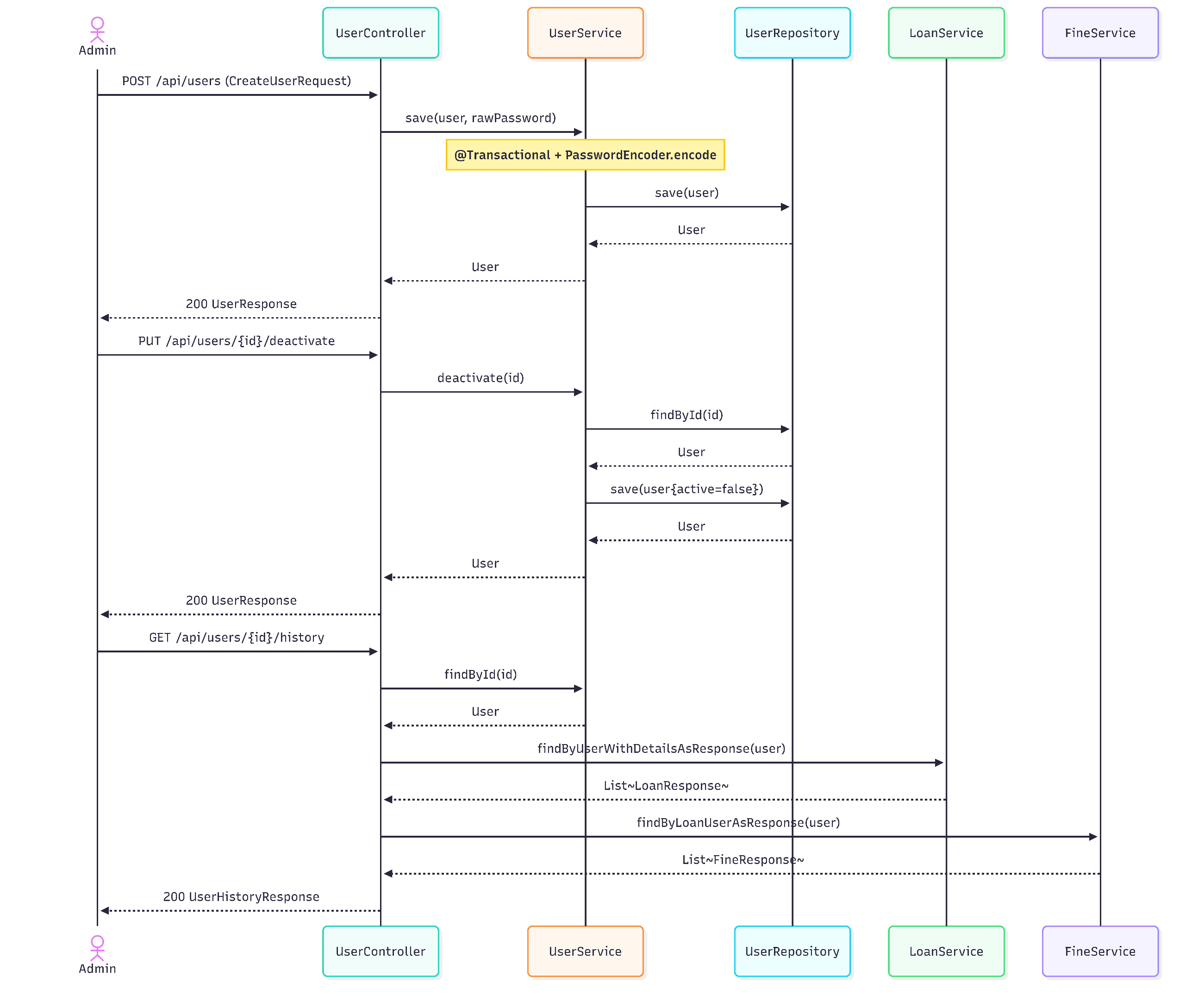 Admin
UserController
UserService
UserRepository
LoanService
FineService
POST /api/users (CreateUserRequest)
save(user, rawPassword)
@Transactional + PasswordEncoder.encode
save(user)
User
User
200 UserResponse
PUT /api/users/{id}/deactivate
deactivate(id)
findById(id)
User
save(user{active=false})
User
User
200 UserResponse
GET /api/users/{id}/history
findById(id)
User
findByUserWithDetailsAsResponse(user)
List~LoanResponse~
findByLoanUserAsResponse(user)
List~FineResponse~
200 UserHistoryResponse
Admin
UserController
UserService
UserRepository
LoanService
FineService